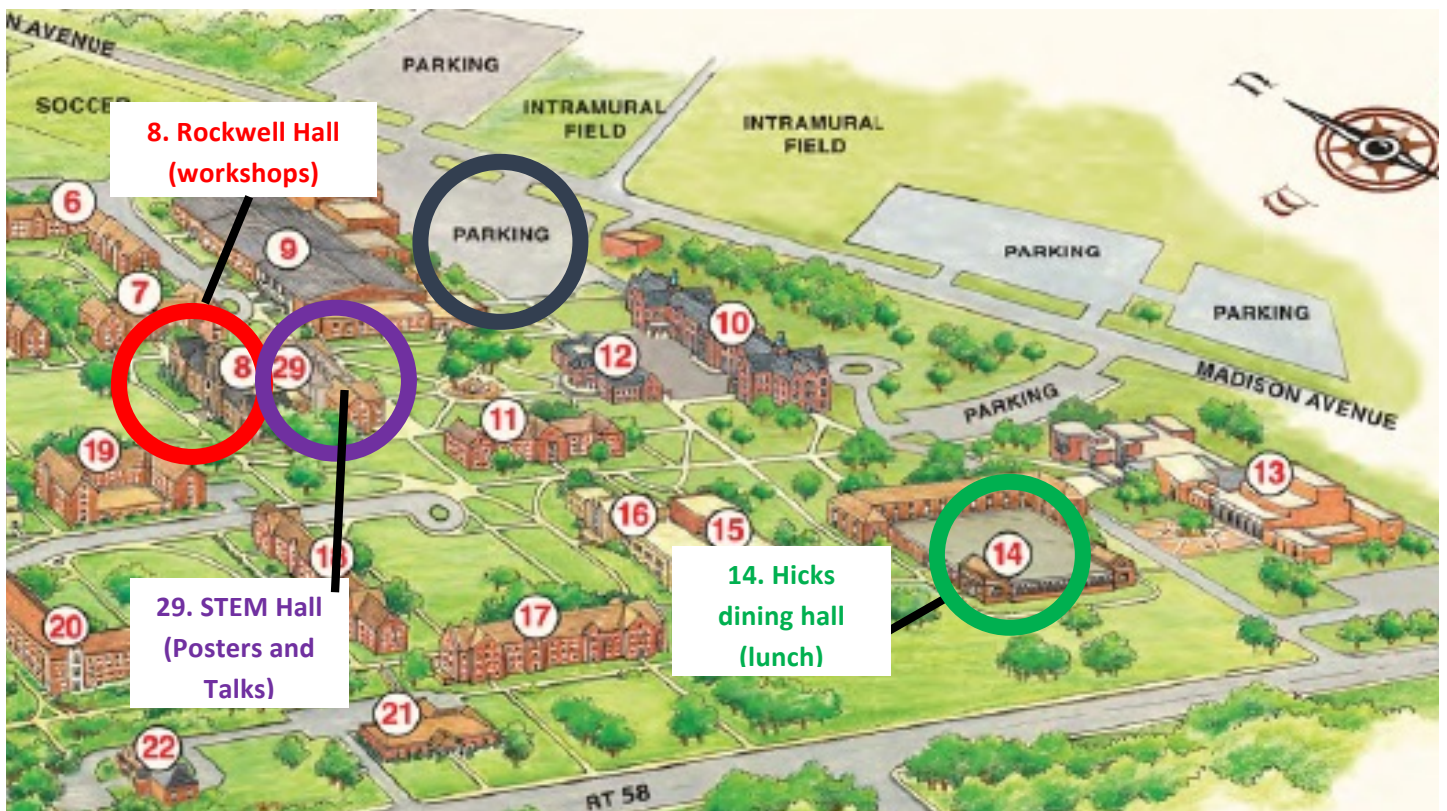 N AVENUE
PARKING
SOCCER
INTRAMURAL
FIELD
INTRAMURAL
FIELD
8. Rockwell Hall
(workshops)
n
6
PARKING
9
PARKING
7
PARKING
10
8
29
12
MADISON AVENUE
PARKING
11
19
13
16
15
14
18
14. Hicks
dining hall
(lunch)
29. STEM Hall
(Posters and
Talks)
17
20
21
22
RT 58